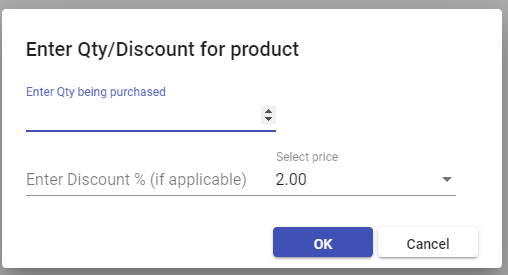 Enter Qty/Discount for product
Enter Qty being purchased
Select price
Enter Discount % (if applicable) 2.00
OK Cancel